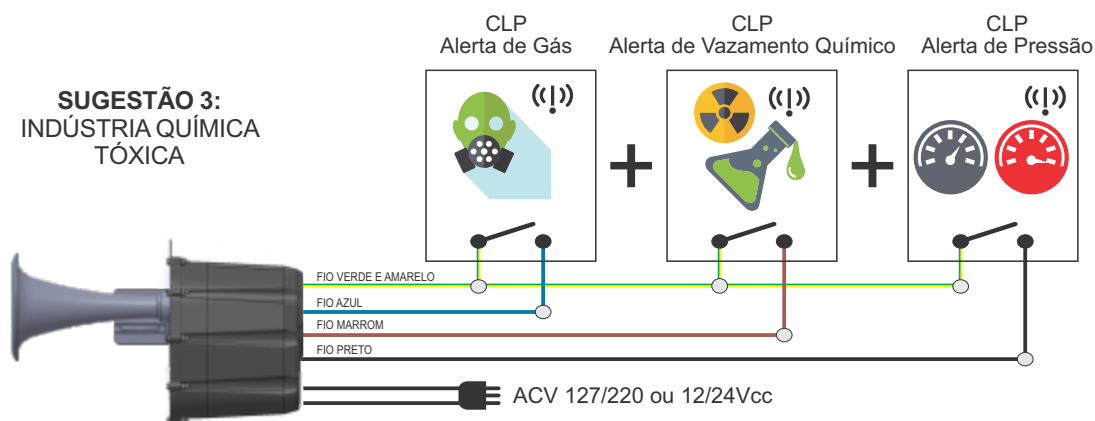 SUGESTÃO 3:
INDÚSTRIA QUÍMICA
TÓXICA
CLP
Alerta de Gás
CLP
Alerta de Vazamento Químico
CLP
Alerta de Pressão
FIO VERDE E AMARELO
FIO AZUL
FIO MARROM
FIO PRETO
ACV 127/220 ou 12/24Vcc